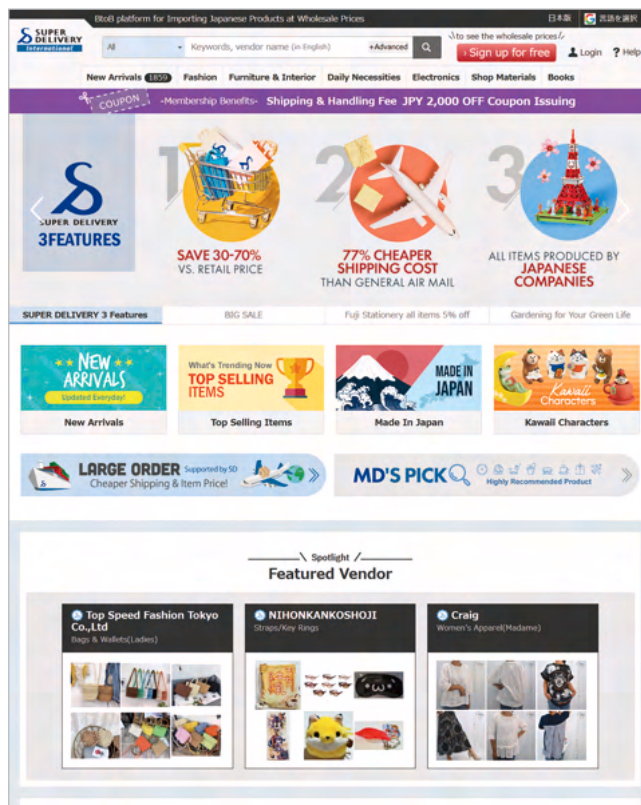 BtoB platform for Importing Japanese Products at Wholesale Prices
日本版
G 言語を選択
SUPER DELIVERY
International
All
Keywords, vendor name (in English)
+Advanced
to see the wholesale prices
Sign up for free
Login
? Help
New Arrivals 1859 Fashion Furniture & Interior Daily Necessities Electronics Shop Materials Books
COUPON -Membership Benefits- Shipping & Handling Fee JPY 2,000 OFF Coupon Issuing
S
SUPER DELIVERY
3FEATURES
1
SAVE 30-70%
VS. RETAIL PRICE
2
77% CHEAPER
SHIPPING COST
THAN GENERAL AIR MAIL
3
ALL ITEMS PRODUCED BY
JAPANESE
COMPANIES
SUPER DELIVERY 3 Features BIG SALE Fuji Stationery all items 5% off Gardening for Your Green Life
NEW
ARRIVALS
Updated Everyday!
New Arrivals
What's Trending Now
TOP SELLING
ITEMS
Top Selling Items
MADE IN
JAPAN
Made In Japan
Kawaii
Characters
Kawaii Characters
LARGE ORDER Supported by SD
Cheaper Shipping & Item Price!
MD'S PICK
Highly Recommended Product
Spotlight
Featured Vendor
Top Speed Fashion Tokyo
Co.,Ltd
Bags & Wallets(Ladies)
NIHONKANKOSHOJI
Straps/Key Rings
Craig
Women's Apparel(Madame)